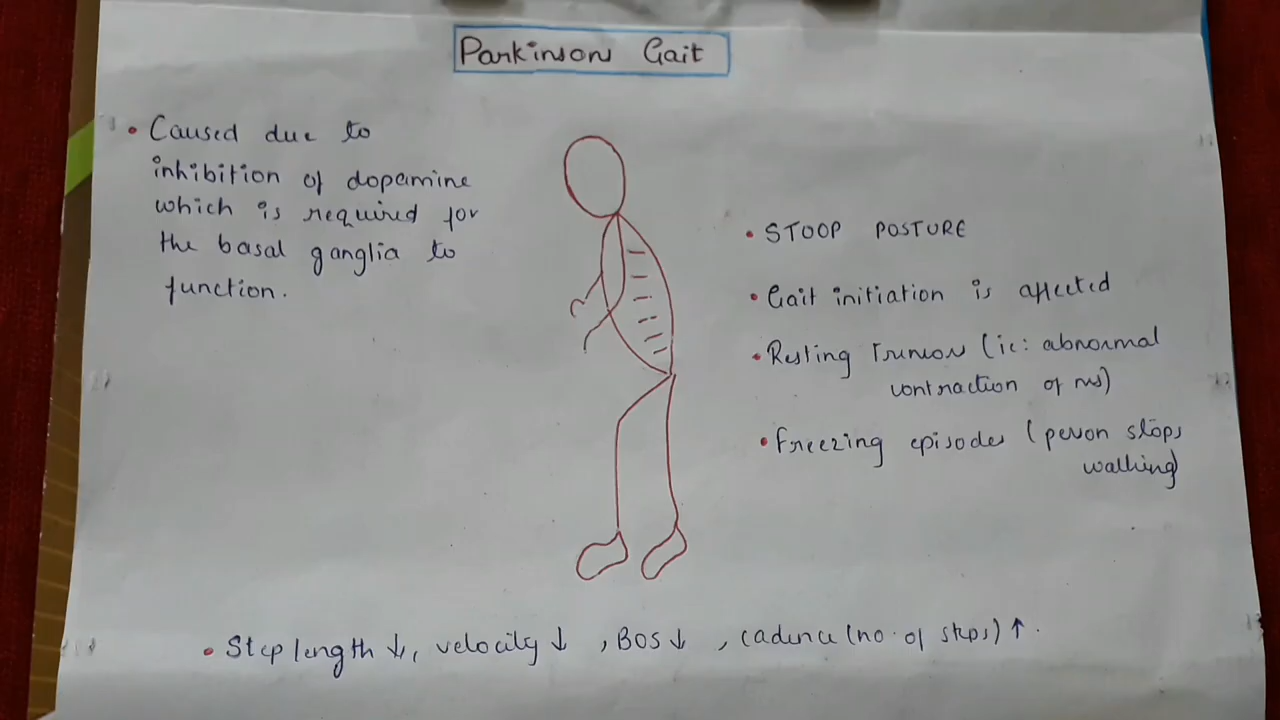 Parkinson Gait
• Caused due to
inhibition of dopamine
which is required for
the basal ganglia to
function.
• STOOP POSTURE
• Gait initiation is affected
• Resting Tremor (ie: abnormal
contraction of ms)
• Freezing episodes (person stops
walking)
• Step length ↓, velocity ↓ , BOS ↓ , cadence (no. of steps) ↑.